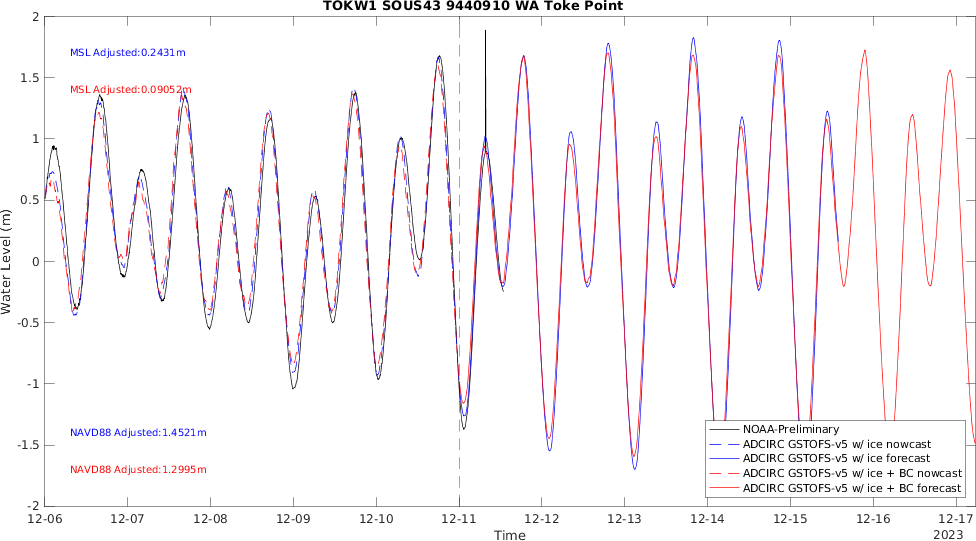 TOKW1 SOUS43 9440910 WA Toke Point
2
1.5
1
0.5
0
-0.5
-1
-1.5
-2
Water Level (m)
MSL Adjusted:0.2431m
MSL Adjusted:0.09052m
NAVD88 Adjusted:1.4521m
NAVD88 Adjusted:1.2995m
NOAA-Preliminary
ADCIRC GSTOFS-v5 w/ ice nowcast
ADCIRC GSTOFS-v5 w/ ice forecast
ADCIRC GSTOFS-v5 w/ ice + BC nowcast
ADCIRC GSTOFS-v5 w/ ice + BC forecast
12-06 12-07 12-08 12-09 12-10 12-11 12-12 12-13 12-14 12-15 12-16 12-17
Time
2023